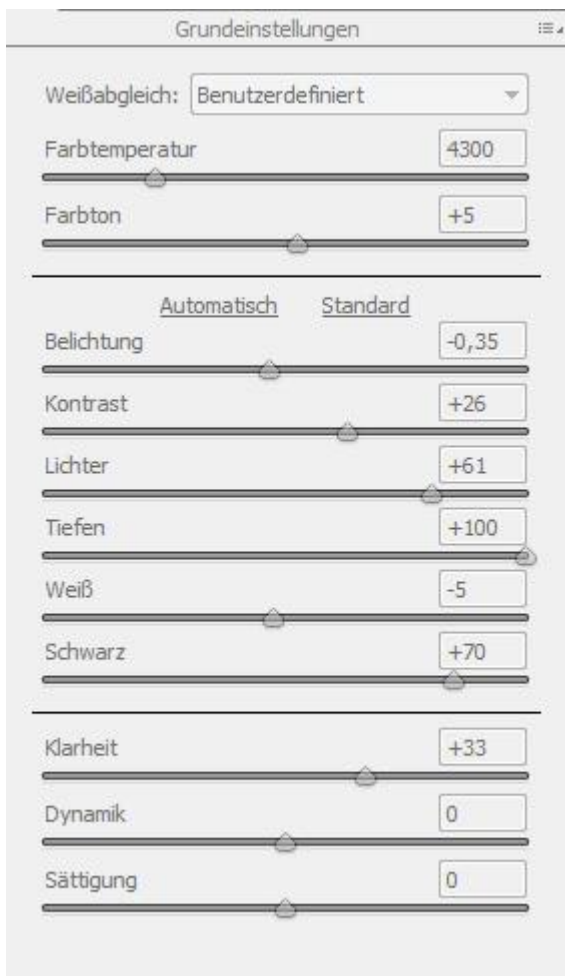 Grundeinstellungen
Weißabgleich: Benutzerdefiniert
Farbtemperatur 4300
Farbton +5
Automatisch Standard
Belichtung -0,35
Kontrast +26
Lichter +61
Tiefen +100
Weiß -5
Schwarz +70
Klarheit +33
Dynamik 0
Sättigung 0